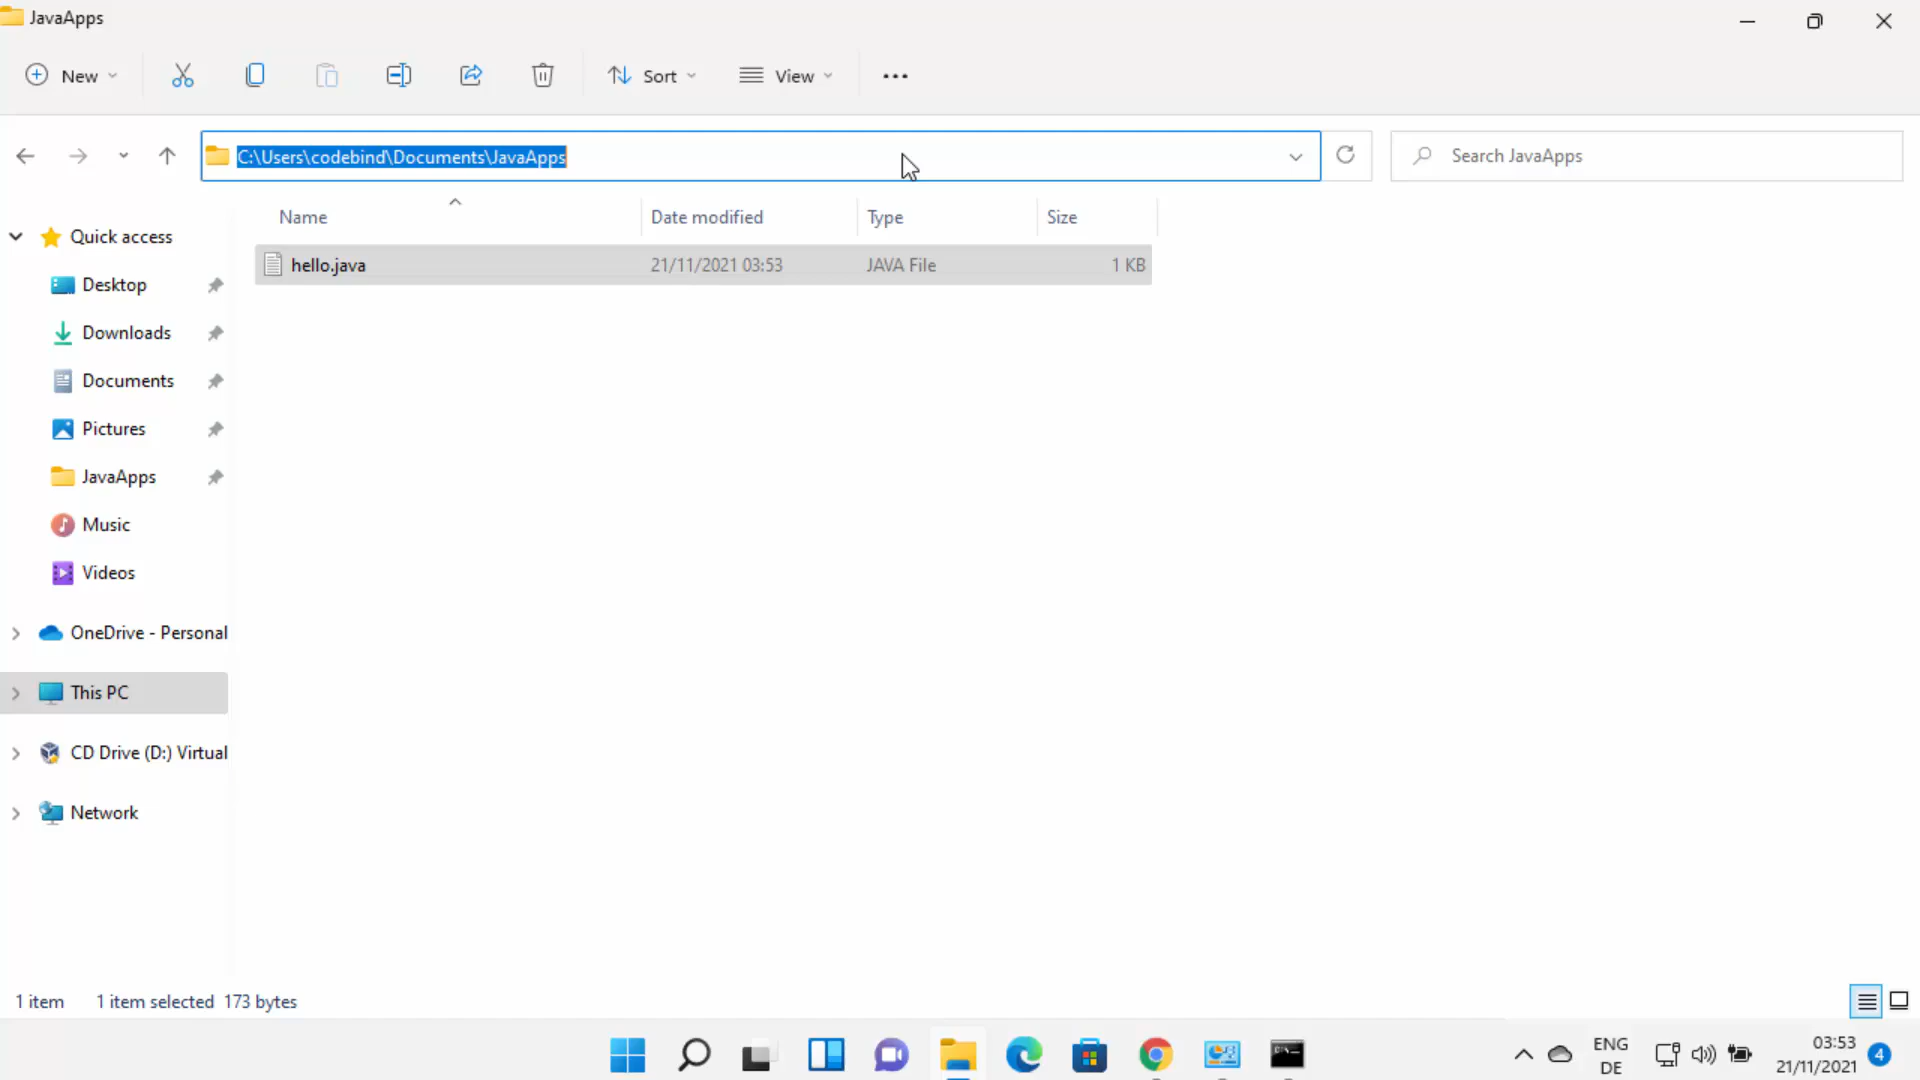 JavaApps
New
Sort
View
C:\Users\codebind\Documents\JavaApps
Search JavaApps
Name
Date modified
Type
Size
hello.java
21/11/2021 03:53
JAVA File
1 KB
Quick access
Desktop
Downloads
Documents
Pictures
JavaApps
Music
Videos
OneDrive - Personal
This PC
CD Drive (D:) Virtual
Network
1 item
1 item selected 173 bytes
ENG
DE
03:53
21/11/2021
4